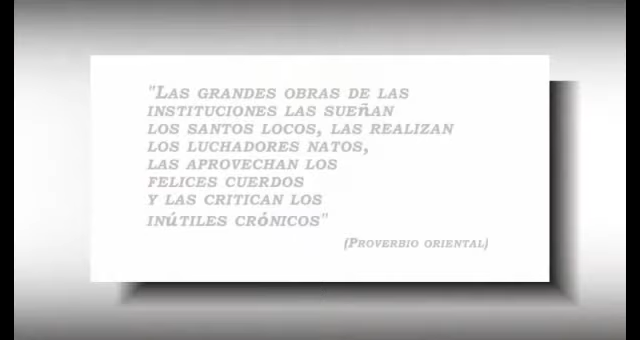 "LAS GRANDES OBRAS DE LAS
INSTITUCIONES LAS SUEÑAN
LOS SANTOS LOCOS, LAS REALIZAN
LOS LUCHADORES NATOS,
LAS APROVECHAN LOS
FELICES CUERDOS
Y LAS CRITICAN LOS
INÚTILES CRÓNICOS"
(PROVERBIO ORIENTAL)